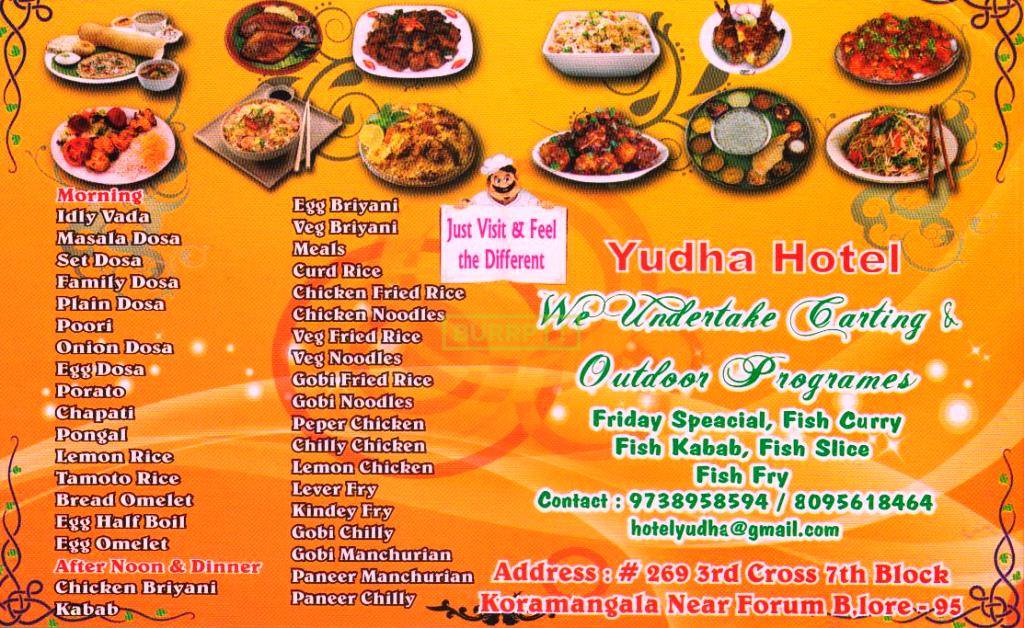 Morning
Idly Vada
Masala Dosa
Set Dosa
Family Dosa
Plain Dosa
Poori
Onion Dosa
Egg Dosa
Porato
Chapati
Pongal
Lemon Rice
Tamoto Rice
Bread Omelet
Egg Half Boil
Egg Omelet
After Noon & Dinner
Chicken Briyani
Kabab
Egg Briyani
Veg Briyani
Meals
Curd Rice
Chicken Fried Rice
Chicken Noodles
Veg Fried Rice
Veg Noodles
Gobi Fried Rice
Gobi Noodles
Peper Chicken
Chilly Chicken
Lemon Chicken
Lever Fry
Kindey Fry
Gobi Chilly
Gobi Manchurian
Paneer Manchurian
Paneer Chilly
Just Visit & Feel
the Different
Yudha Hotel
We Undertake Carting &
Outdoor Programes
Friday Speacial, Fish Curry
Fish Kabab, Fish Slice
Fish Fry
Contact : 9738958594 / 8095618464
hotelyudha@gmail.com
Address : # 269 3rd Cross 7th Block
Koramangala Near Forum B,lore - 95